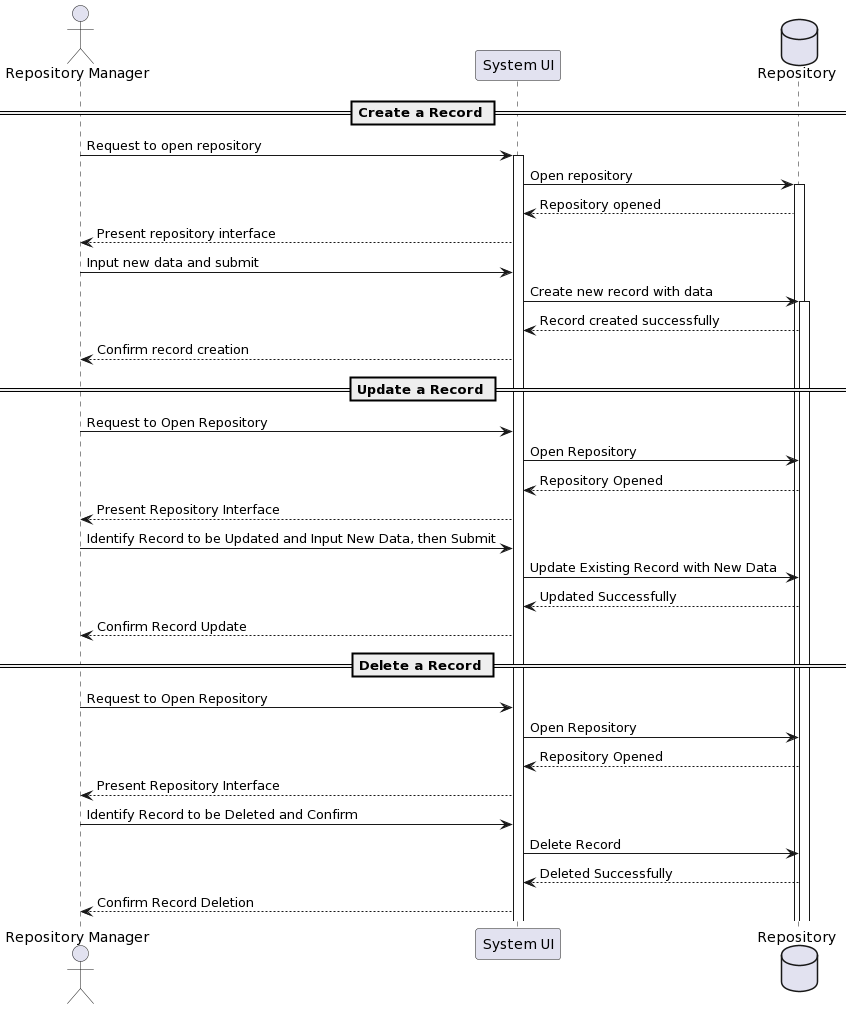 Repository Manager
System UI
Repository
Create a Record
Request to open repository
Open repository
Repository opened
Present repository interface
Input new data and submit
Create new record with data
Record created successfully
Confirm record creation
Update a Record
Request to Open Repository
Open Repository
Repository Opened
Present Repository Interface
Identify Record to be Updated and Input New Data, then Submit
Update Existing Record with New Data
Updated Successfully
Confirm Record Update
Delete a Record
Request to Open Repository
Open Repository
Repository Opened
Present Repository Interface
Identify Record to be Deleted and Confirm
Delete Record
Deleted Successfully
Confirm Record Deletion
Repository Manager
System UI
Repository